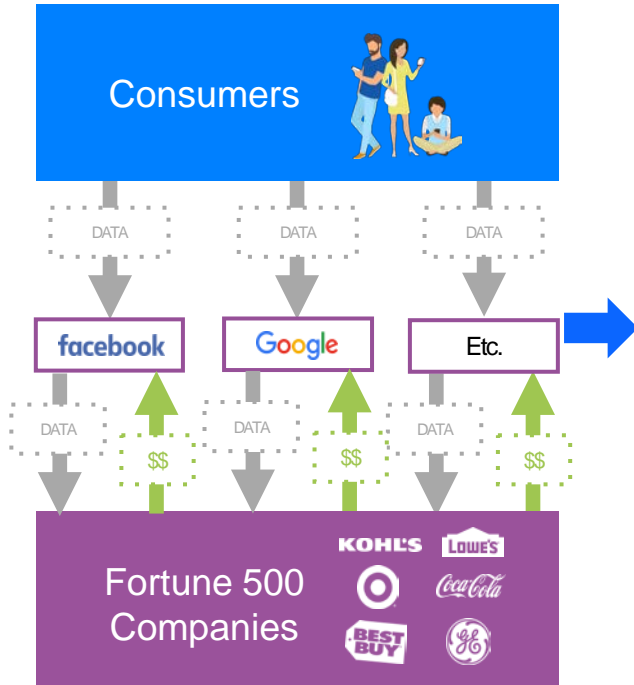 Consumers
DATA
DATA
DATA
facebook
Google
Etc.
DATA
DATA
DATA
$$
$$
$$
KOHL'S
LOWE'S
Fortune 500
Companies
Coca-Cola
BEST
BUY
GE